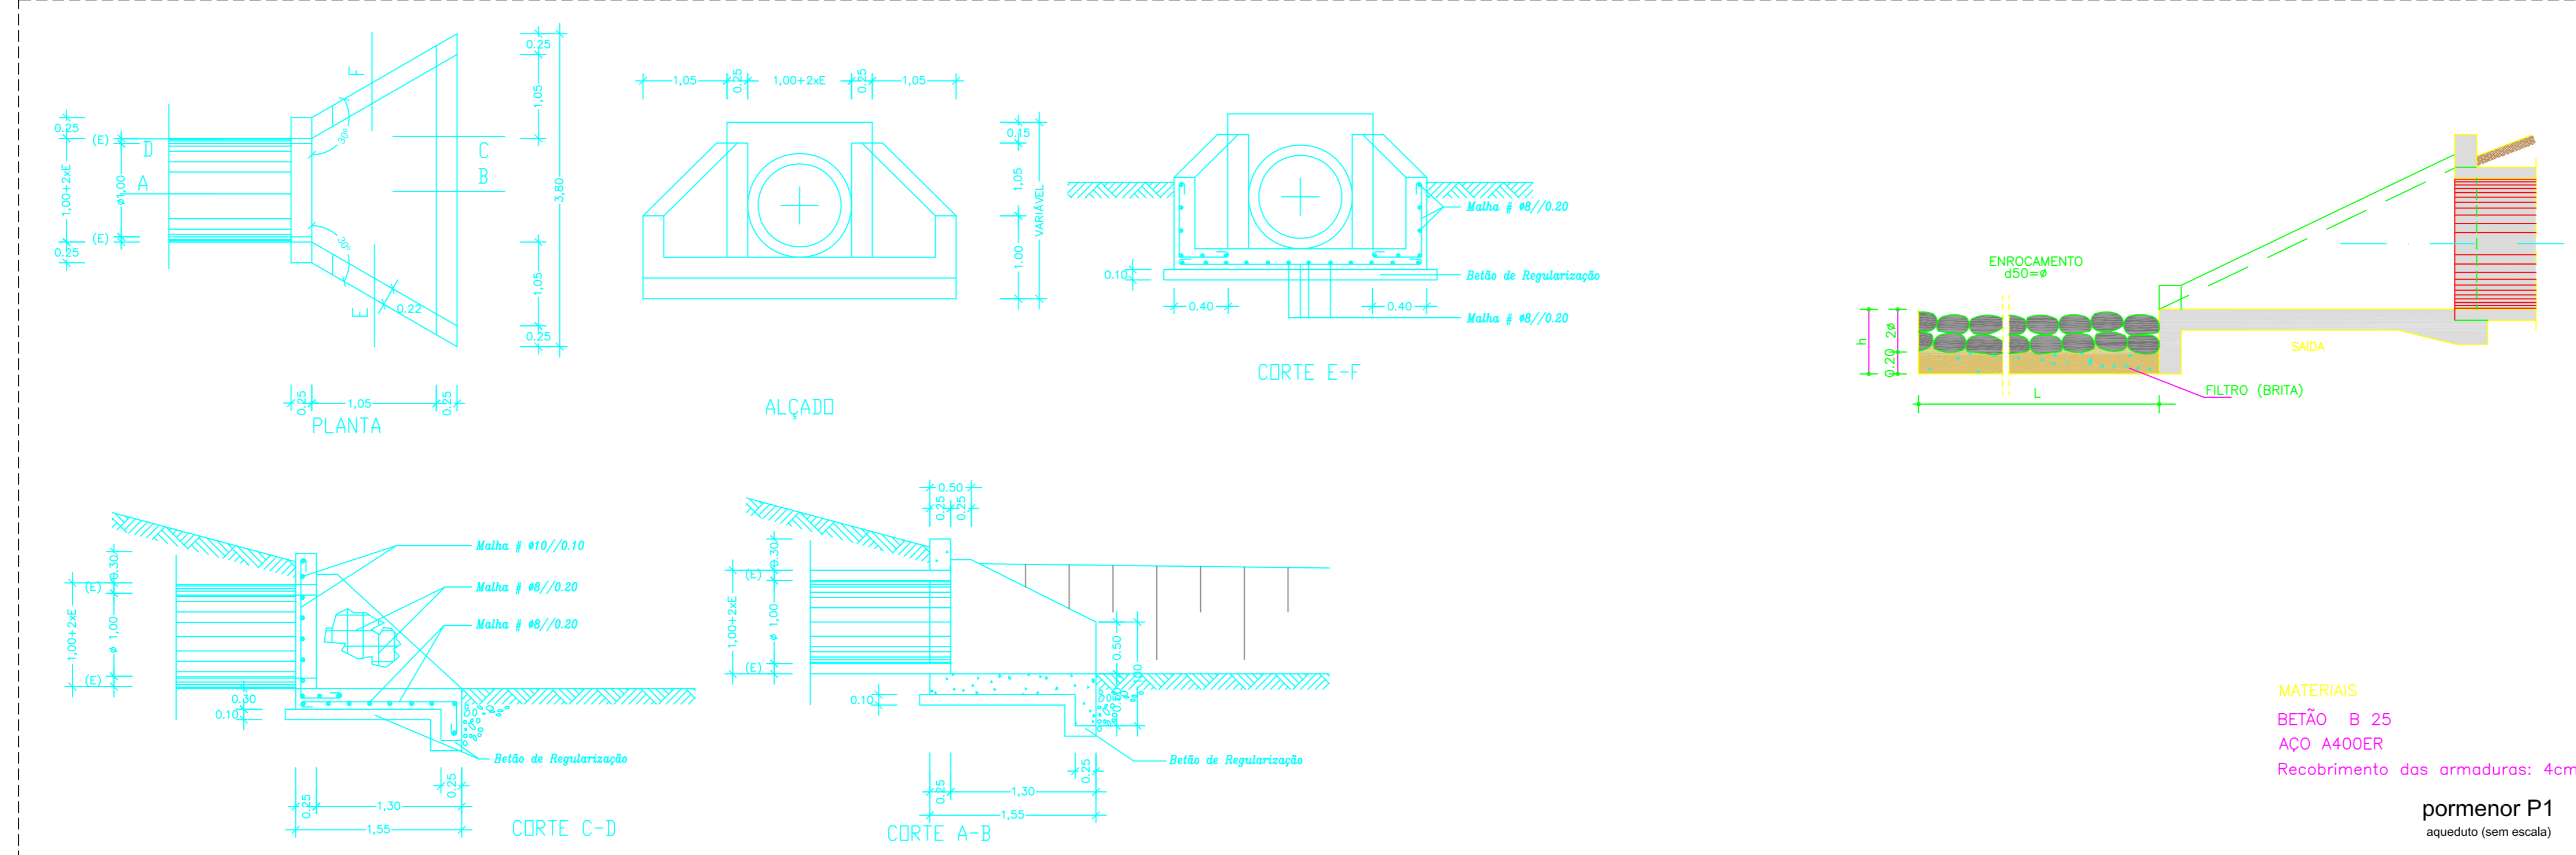 0.25
1,05
3,80
1,05
0.25
F
30º
0.25
(E)
D
1,00+2xE
ø1,00
A
(E)
0.25
C
B
30º
E
0.22
0.25
1,05
0.25
PLANTA
1,05
0.25
1,00+2xE
0.25
1,05
0.15
1,05
VARIÁVEL
1.00
ALÇADO
Malha # ø8//0.20
Betão de Regularização
0.10
0.40
0.40
Malha # ø8//0.20
CORTE E-F
ENROCAMENTO
d50=ø
h
2ø
0.20
SAÍDA
FILTRO (BRITA)
L
0.30
(E)
1,00+2xE
ø 1,00
(E)
0.30
0.10
Malha # ø10//0.10
Malha # ø8//0.20
Malha # ø8//0.20
Betão de Regularização
0.25
0.25
1,30
1,55
CORTE C-D
0.50
0.25
0.25
0.30
(E)
1,00+2xE
ø 1,00
(E)
0.10
0.50
Betão de Regularização
0.25
0.25
1,30
1,55
CORTE A-B
MATERIAIS
BETÃO B 25
AÇO A400ER
Recobrimento das armaduras: 4cm
pormenor P1
aqueduto (sem escala)